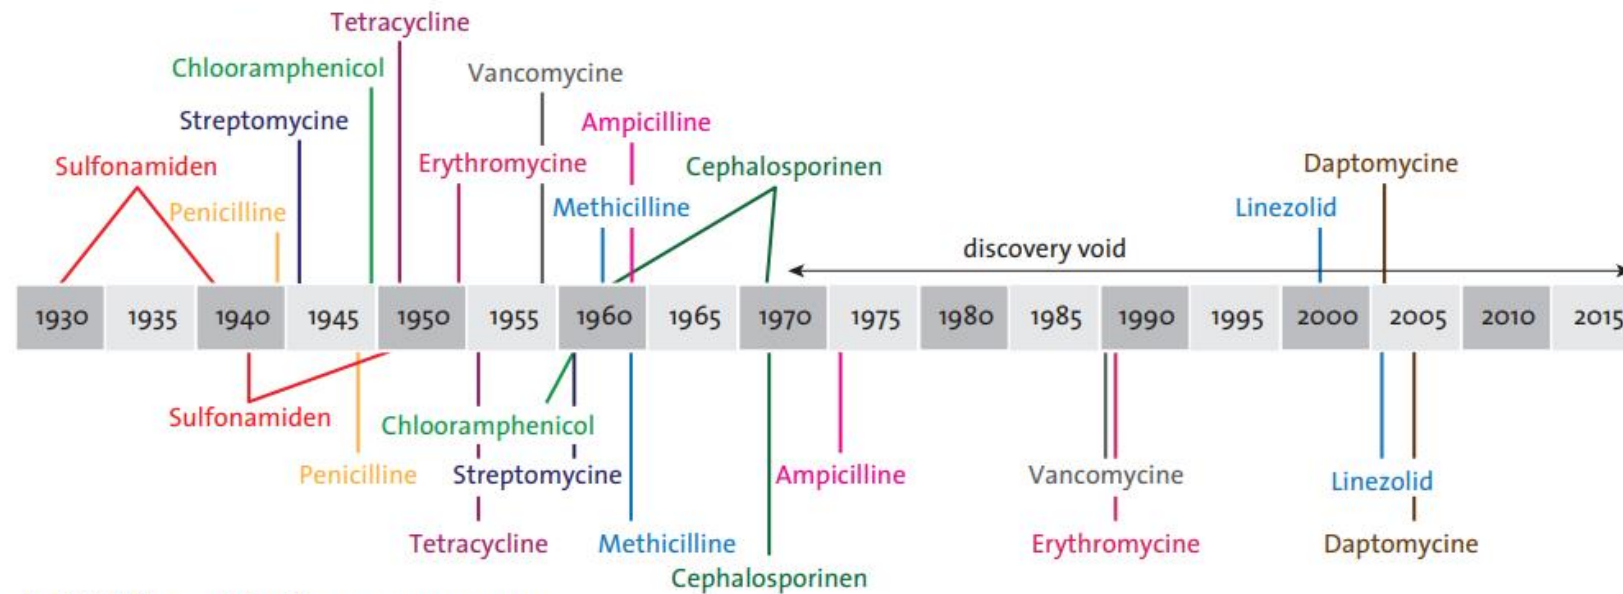 Tetracycline
Chlooramphenicol
Vancomycine
Streptomycine
Ampicilline
Sulfonamiden
Erythromycine
Cephalosporinen
Daptomycine
Penicilline
Methicilline
Linezolid
discovery void
1930 1935 1940 1945 1950 1955 1960 1965 1970 1975 1980 1985 1990 1995 2000 2005 2010 2015
Sulfonamiden
Chlooramphenicol
Penicilline
Streptomycine
Ampicilline
Vancomycine
Linezolid
Tetracycline
Methicilline
Erythromycine
Daptomycine
Cephalosporinen